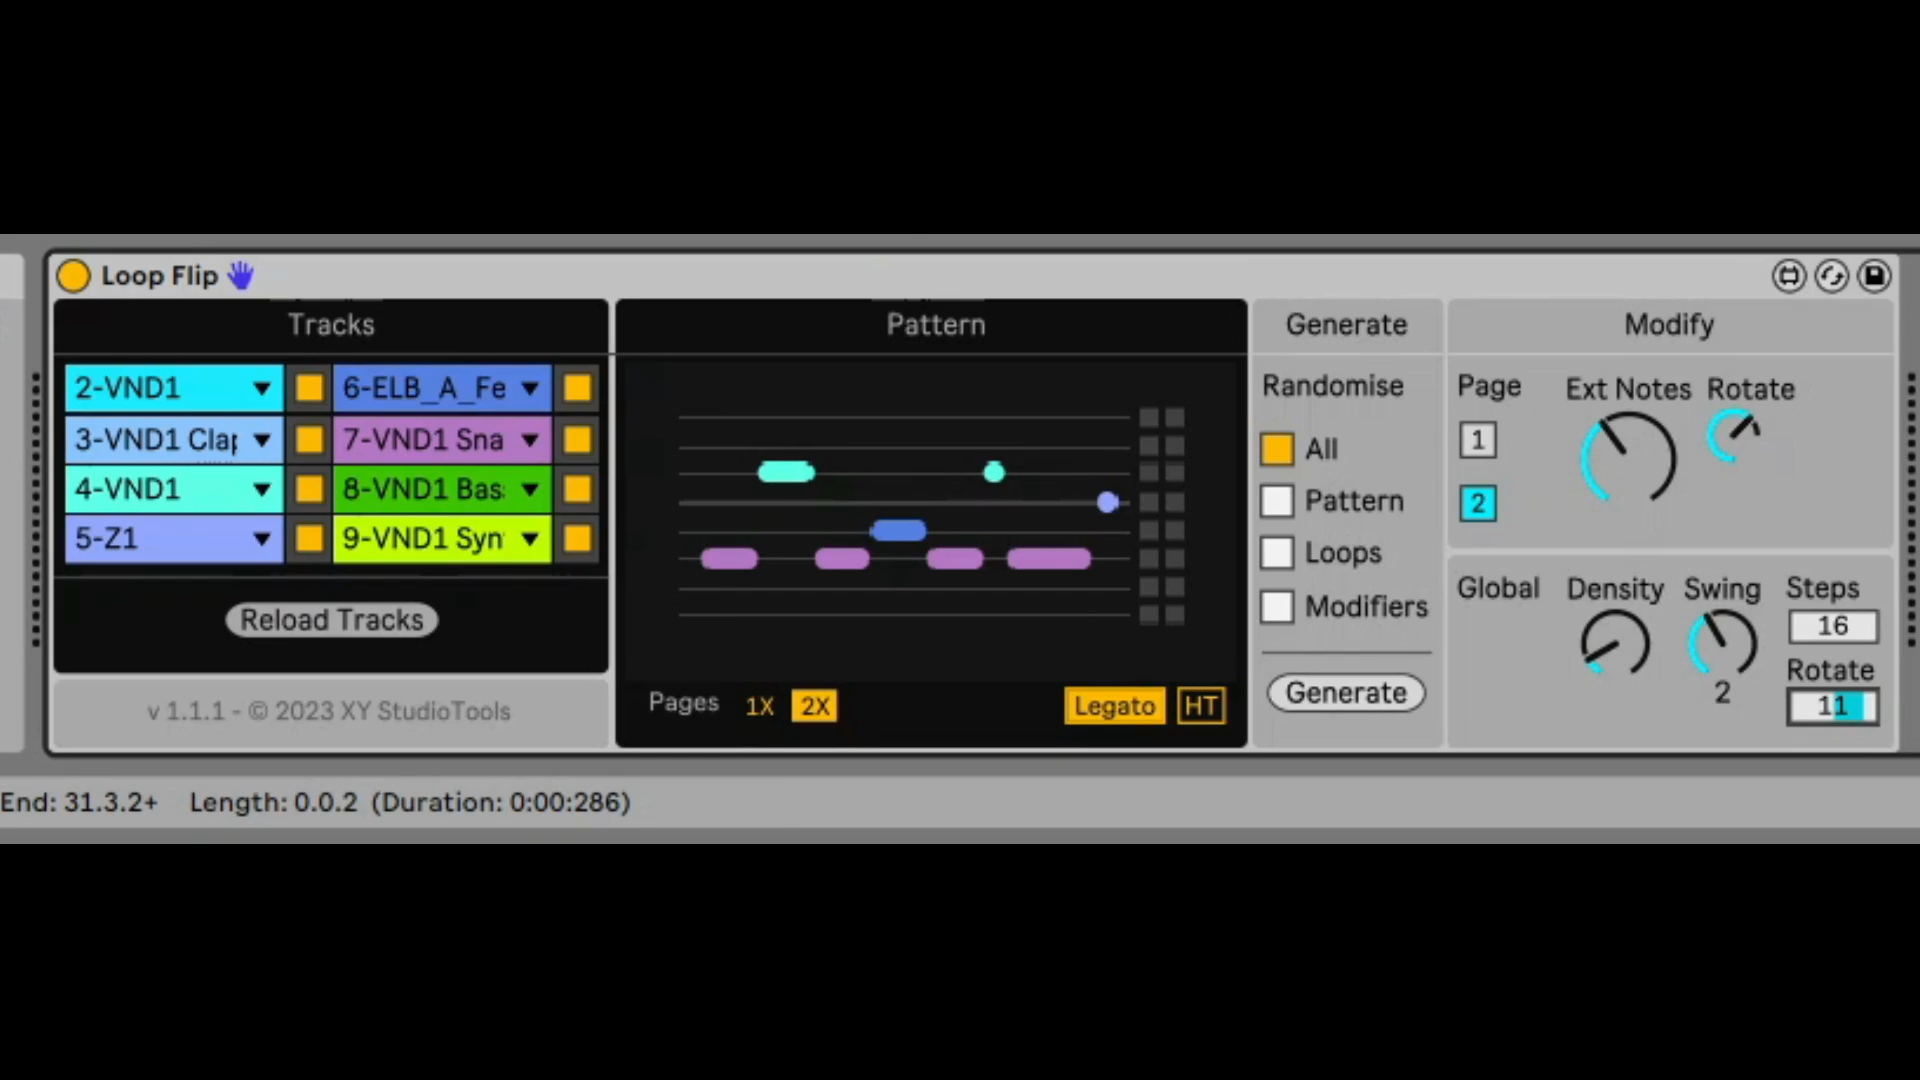 Loop Flip
Tracks
2-VND1
6-ELB_A_Fe
3-VND1 Clap
7-VND1 Sna
4-VND1
8-VND1 Bas
5-Z1
9-VND1 Syn
Reload Tracks
v 1.1.1 - © 2023 XY StudioTools
Pattern
Pages 1X 2X
Legato HT
Generate
Randomise
All
Pattern
Loops
Modifiers
Generate
Modify
Page
1
2
Ext Notes
Rotate
Global
Density
Swing
2
Steps
16
Rotate
11
End: 31.3.2+ Length: 0.0.2 (Duration: 0:00:286)